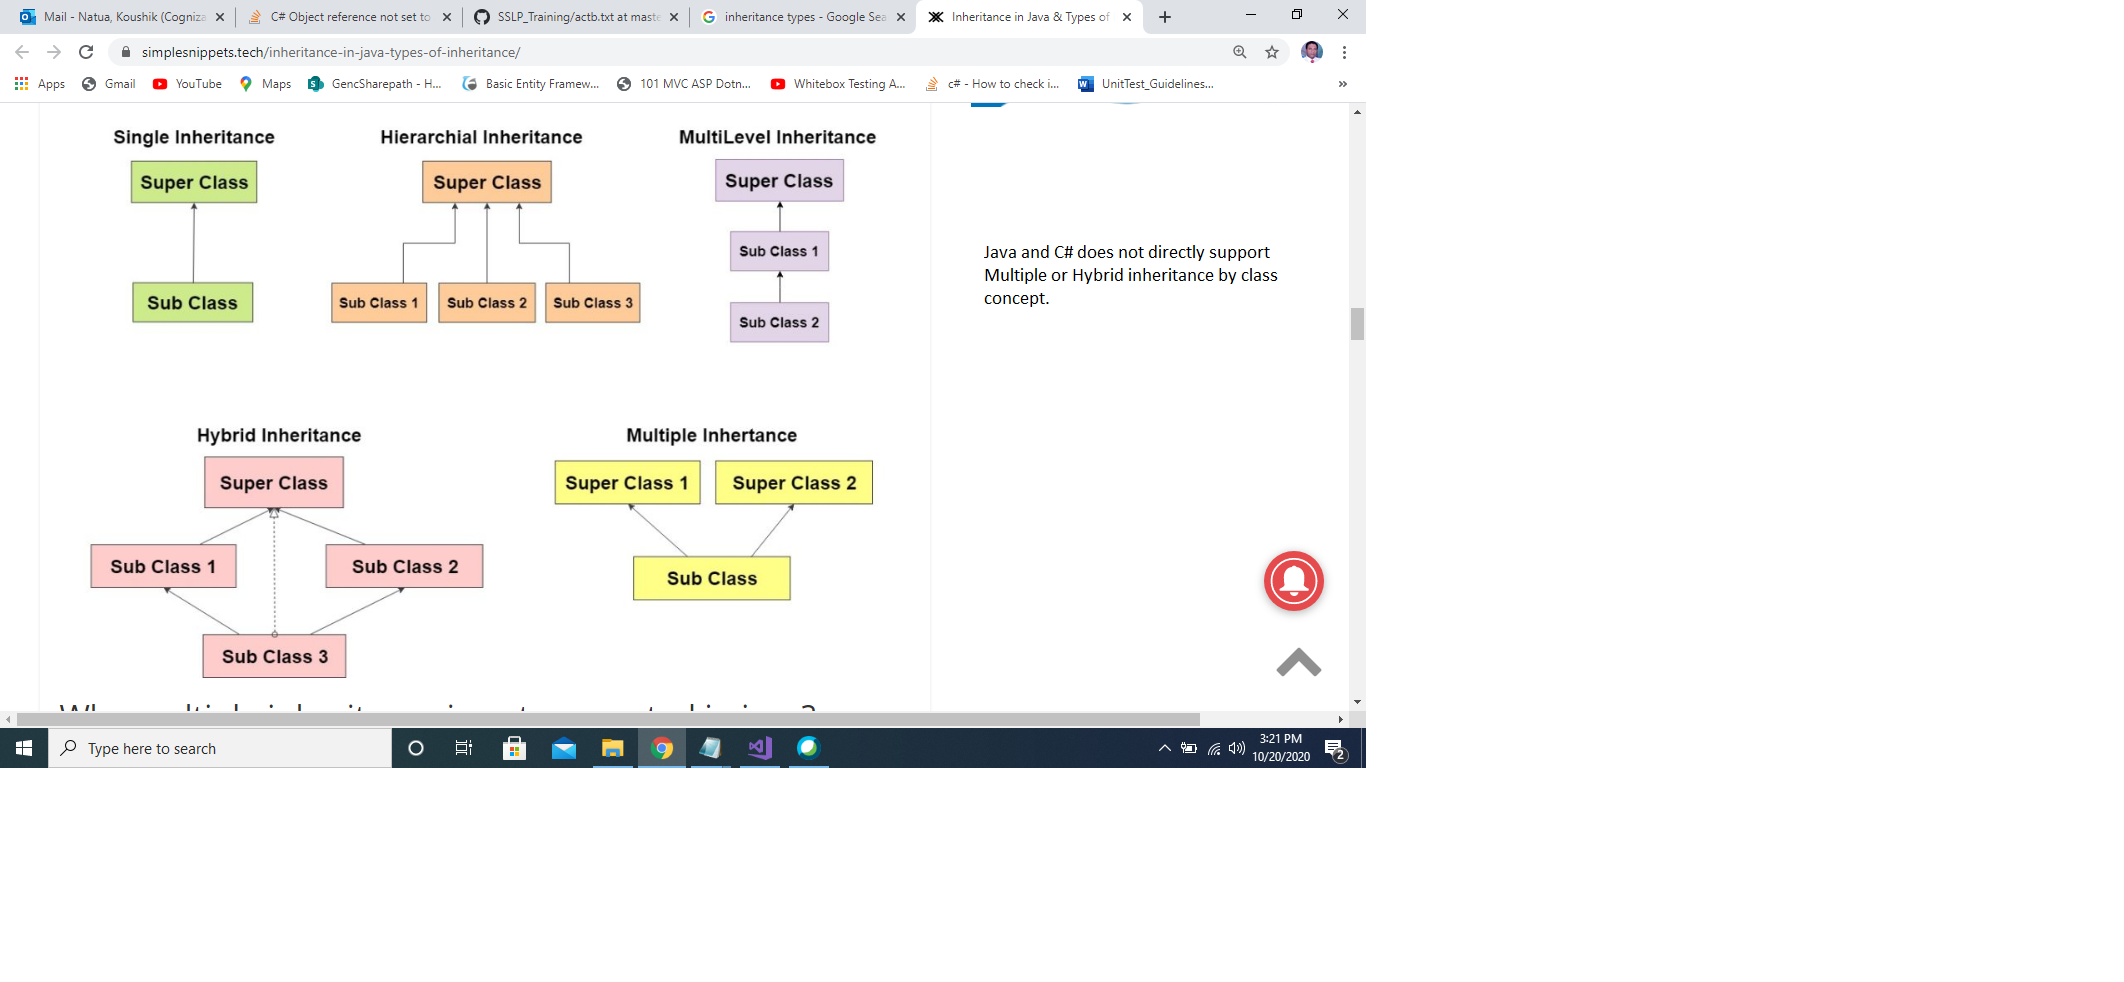 Mail - Natua, Koushik (Cogniza
C# Object reference not set to
SSLP_Training/actb.txt at maste
inheritance types - Google Sea
Inheritance in Java & Types of
simplesnippets.tech/inheritance-in-java-types-of-inheritance/
Apps
Gmail
YouTube
Maps
GencSharepath - H...
Basic Entity Framew...
101 MVC ASP Dotn...
Whitebox Testing A...
c# - How to check i...
UnitTest_Guidelines...
»
Single Inheritance
Super Class
Sub Class
Hierarchial Inheritance
Super Class
Sub Class 1
Sub Class 2
Sub Class 3
MultiLevel Inheritance
Super Class
Sub Class 1
Sub Class 2
Java and C# does not directly support
Multiple or Hybrid inheritance by class
concept.
Hybrid Inheritance
Super Class
Sub Class 1
Sub Class 2
Sub Class 3
Multiple Inhertance
Super Class 1
Super Class 2
Sub Class
Type here to search
3:21 PM
10/20/2020
2